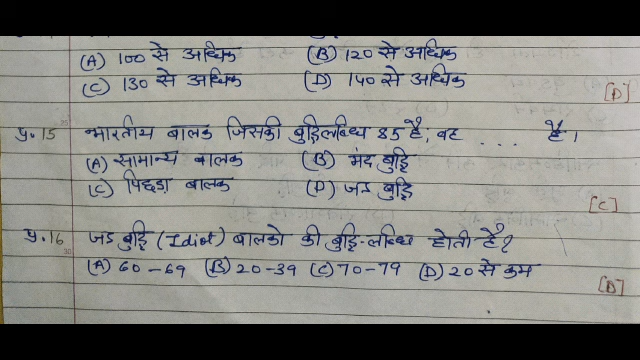 (A) 100 से अधिक (B) 120 से अधिक
(C) 130 से अधिक (D) 140 से अधिक
[D]
प्र.15 भारतीय बालक जिसकी बुद्धिलब्धि 85 है, वह .... है।
(A) सामान्य बालक (B) मंद बुद्धि
(C) पिछड़ा बालक (D) जड बुद्धि
[C]
प्र.16 जड बुद्धि (Idiot) बालको की बुद्धि-लब्धि होती है?
(A) 60-69 (B) 20-39 (C) 70-79 (D) 20 से कम
[D]